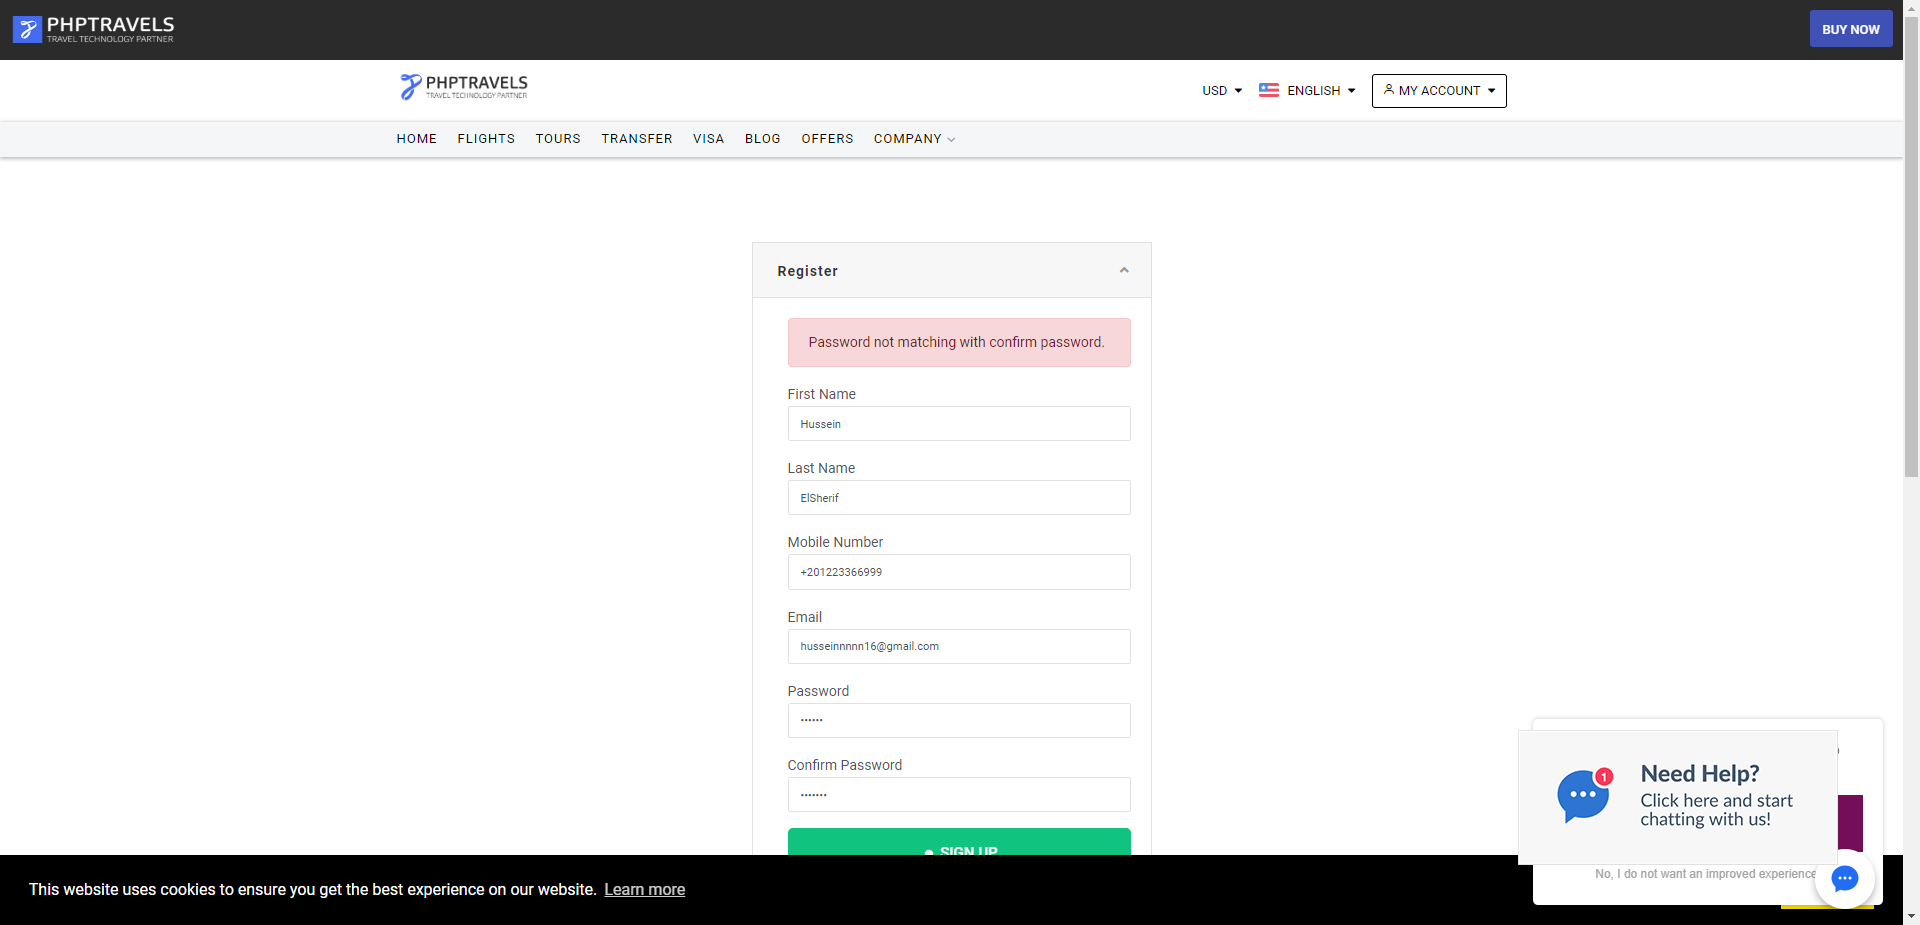 PHPTRAVELS
TRAVEL TECHNOLOGY PARTNER
BUY NOW
PHPTRAVELS
TRAVEL TECHNOLOGY PARTNER
USD
ENGLISH
MY ACCOUNT
HOME FLIGHTS TOURS TRANSFER VISA BLOG OFFERS COMPANY
Register
Password not matching with confirm password.
First Name
Hussein
Last Name
ElSherif
Mobile Number
+201223366999
Email
husseinnnnn16@gmail.com
Password
••••••
Confirm Password
•••••••
SIGN UP
1
Need Help?
Click here and start
chatting with us!
No, I do not want an improved experience
This website uses cookies to ensure you get the best experience on our website. Learn more